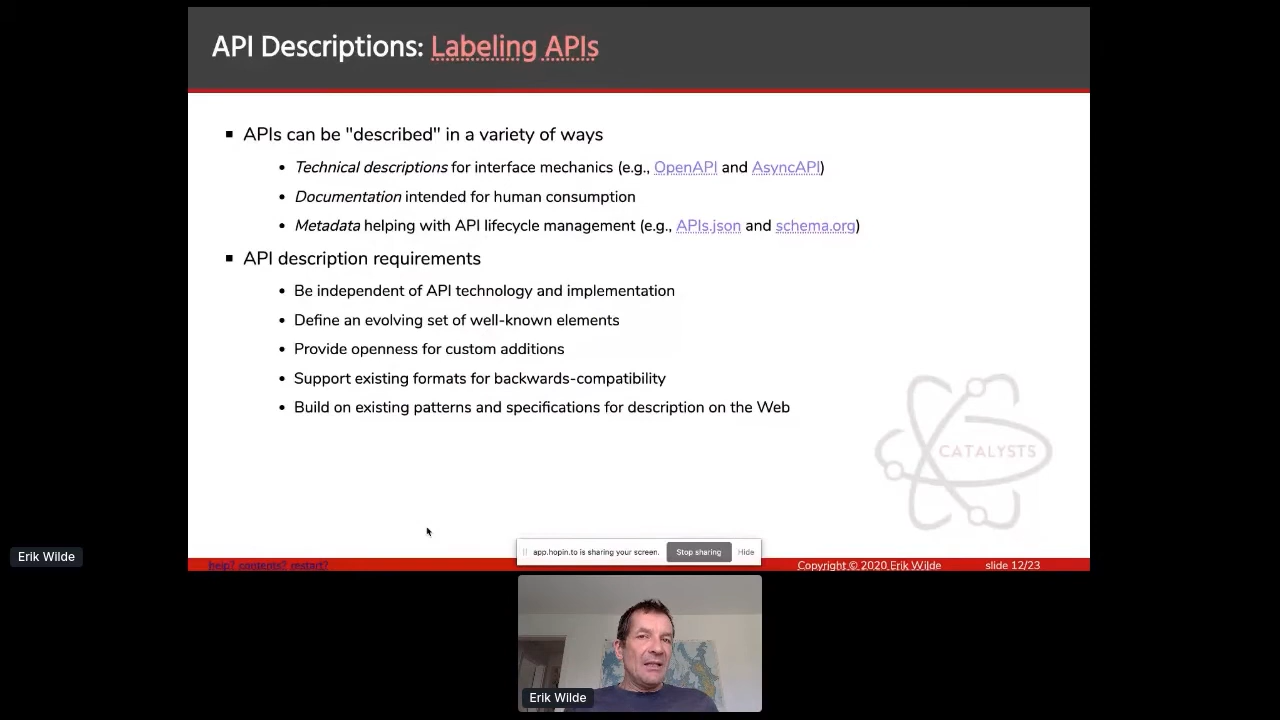 API Descriptions: Labeling APIs
APIs can be "described" in a variety of ways
Technical descriptions for interface mechanics (e.g., OpenAPI and AsyncAPI)
Documentation intended for human consumption
Metadata helping with API lifecycle management (e.g., APIs.json and schema.org)
API description requirements
Be independent of API technology and implementation
Define an evolving set of well-known elements
Provide openness for custom additions
Support existing formats for backwards-compatibility
Build on existing patterns and specifications for description on the Web
CATALYSTS
Erik Wilde
app.hopin.to is sharing your screen. Stop sharing Hide
help? contents? restart? Copyright © 2020 Erik Wilde slide 12/23
Erik Wilde